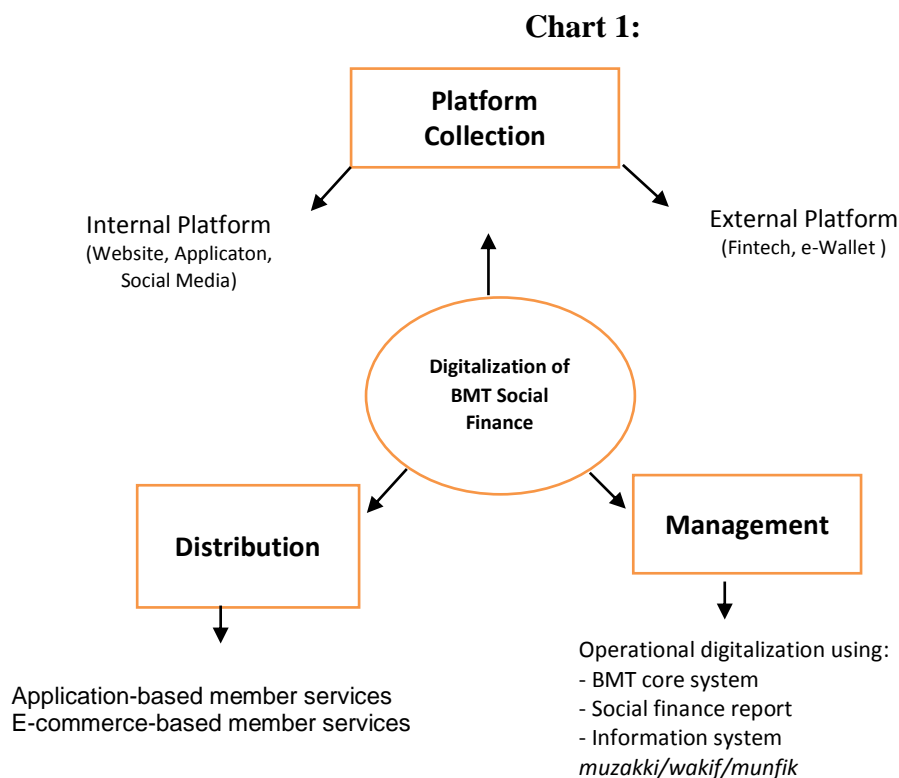 Chart 1:
Platform
Collection
Internal Platform
(Website, Applicaton,
Social Media)
External Platform
(Fintech, e-Wallet )
Digitalization of
BMT Social
Finance
Distribution
Management
Application-based member services
E-commerce-based member services
Operational digitalization using:
- BMT core system
- Social finance report
- Information system
muzakki/wakif/munfik